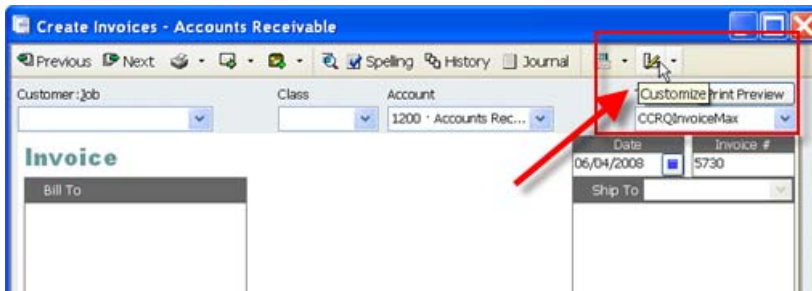 Create Invoices - Accounts Receivable
Previous Next Spelling History Journal
Customer:Job Class Account Customize Print Preview
1200 · Accounts Rec... CCRQInvoiceMax
Invoice Date Invoice #
06/04/2008 5730
Bill To Ship To